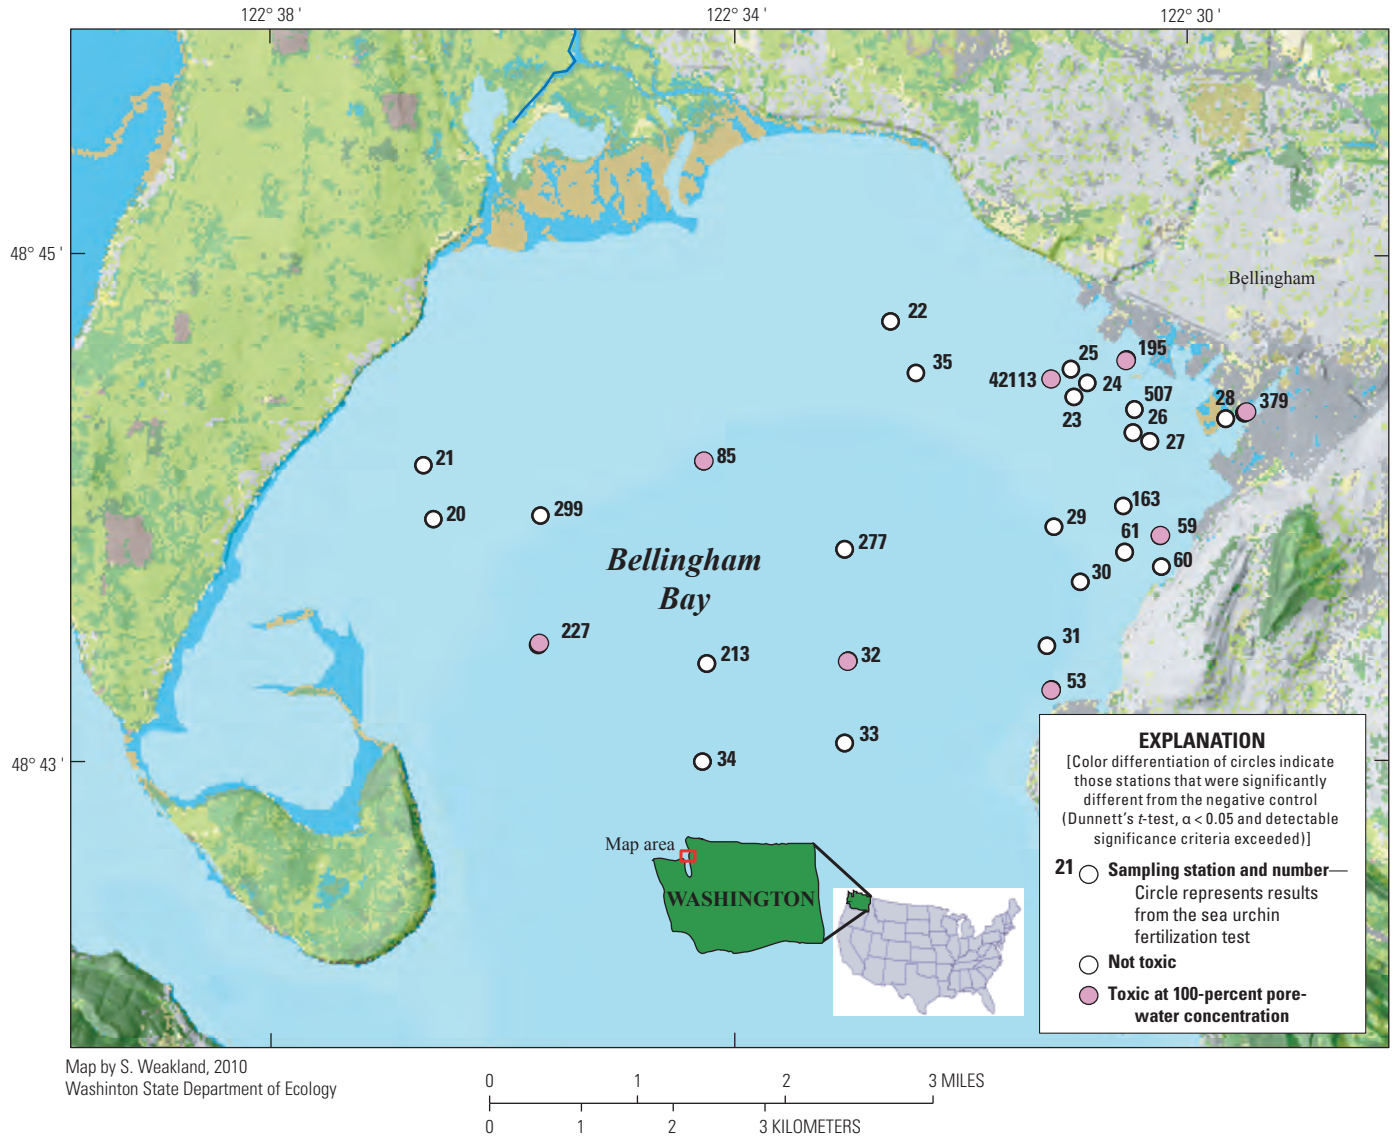 122° 38 '
122° 34 '
122° 30 '
48° 45 '
48° 43 '
Bellingham
22
35
25
195
42113
24
23
507
28
379
26
27
21
85
20
299
163
29
59
61
277
60
30
Bellingham
Bay
227
31
213
32
53
33
34
EXPLANATION
[Color differentiation of circles indicate
those stations that were significantly
different from the negative control
(Dunnett's t-test, α < 0.05 and detectable
significance criteria exceeded)]
21 Sampling station and number—
Circle represents results
from the sea urchin
fertilization test
Not toxic
Toxic at 100-percent pore-
water concentration
Map area
WASHINGTON
Map by S. Weakland, 2010
Washinton State Department of Ecology
0 1 2 3 MILES
0 1 2 3 KILOMETERS